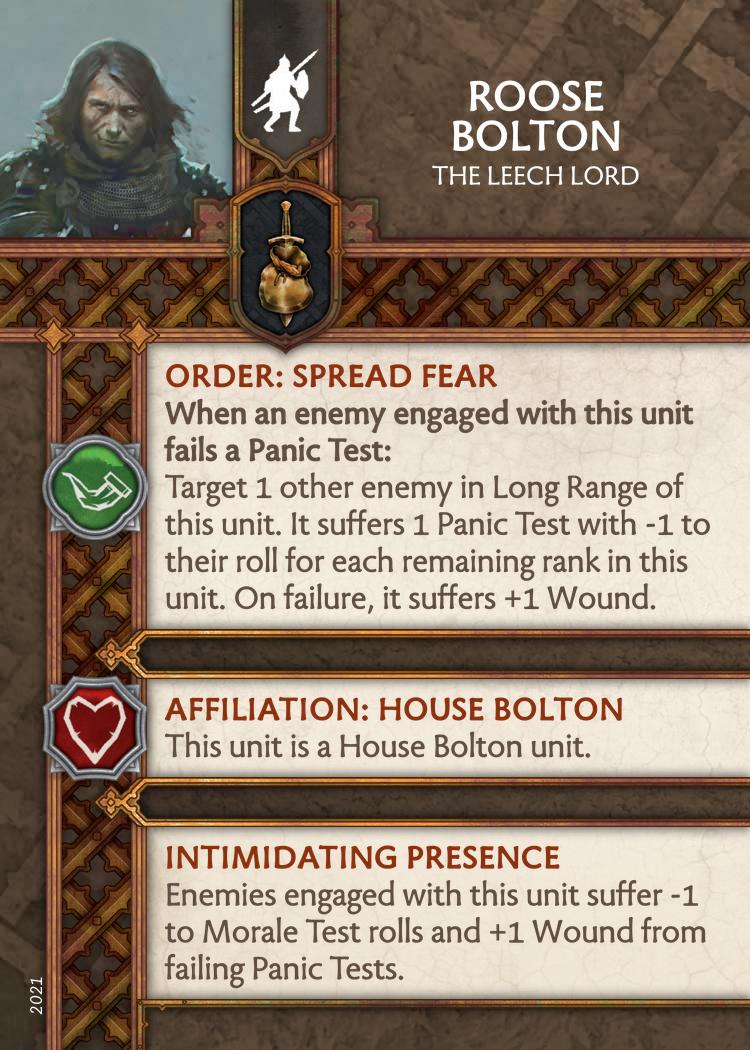 ROOSE
BOLTON
THE LEECH LORD
ORDER: SPREAD FEAR
When an enemy engaged with this unit
fails a Panic Test:
Target 1 other enemy in Long Range of
this unit. It suffers 1 Panic Test with -1 to
their roll for each remaining rank in this
unit. On failure, it suffers +1 Wound.
AFFILIATION: HOUSE BOLTON
This unit is a House Bolton unit.
INTIMIDATING PRESENCE
Enemies engaged with this unit suffer -1
to Morale Test rolls and +1 Wound from
failing Panic Tests.
2021